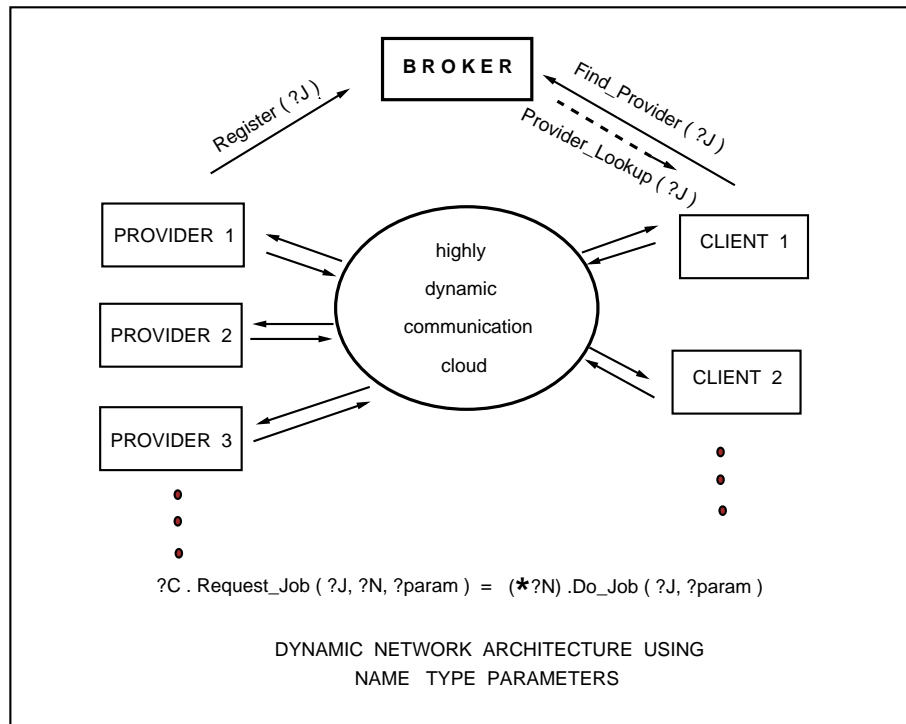 BROKER
Register ( ?J )
Find_Provider ( ?J )
Provider_Lookup ( ?J )
PROVIDER 1
highly
dynamic
communication
cloud
CLIENT 1
PROVIDER 2
CLIENT 2
PROVIDER 3
?C . Request_Job ( ?J, ?N, ?param ) = (*?N) .Do_Job ( ?J, ?param )
DYNAMIC NETWORK ARCHITECTURE USING
NAME TYPE PARAMETERS